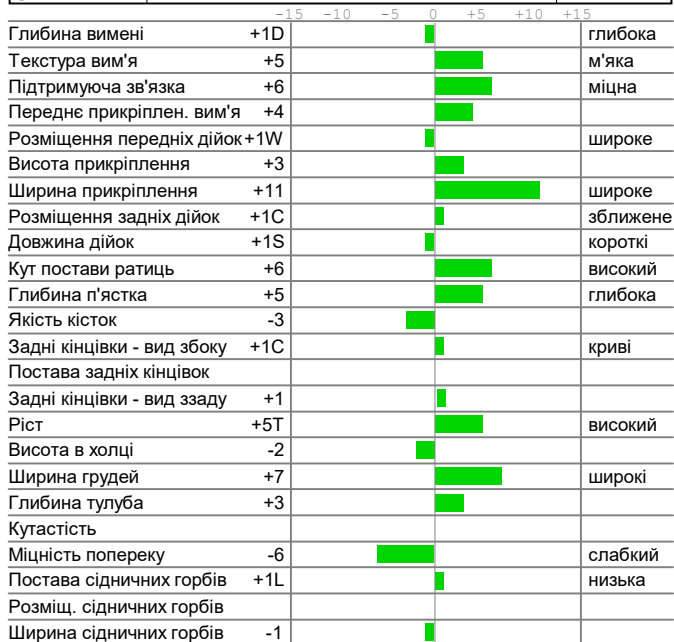 -15 -10 -5 0 +5 +10 +15
Глибина вимені +1D глибока
Текстура вим'я +5 м'яка
Підтримуюча зв'язка +6 міцна
Переднє прикріплен. вим'я +4
Розміщення передніх дійок +1W широке
Висота прикріплення +3
Ширина прикріплення +11 широке
Розміщення задніх дійок +1C зближене
Довжина дійок +1S короткі
Кут постави ратиць +6 високий
Глибина п'ястка +5 глибока
Якість кісток -3
Задні кінцівки - вид збоку +1C криві
Постава задніх кінцівок
Задні кінцівки - вид ззаду +1
Ріст +5T високий
Висота в холці -2
Ширина грудей +7 широкі
Глибина тулуба +3
Кутастість
Міцність попереку -6 слабкий
Постава сідничних горбів +1L низька
Розміщ. сідничних горбів
Ширина сідничних горбів -1